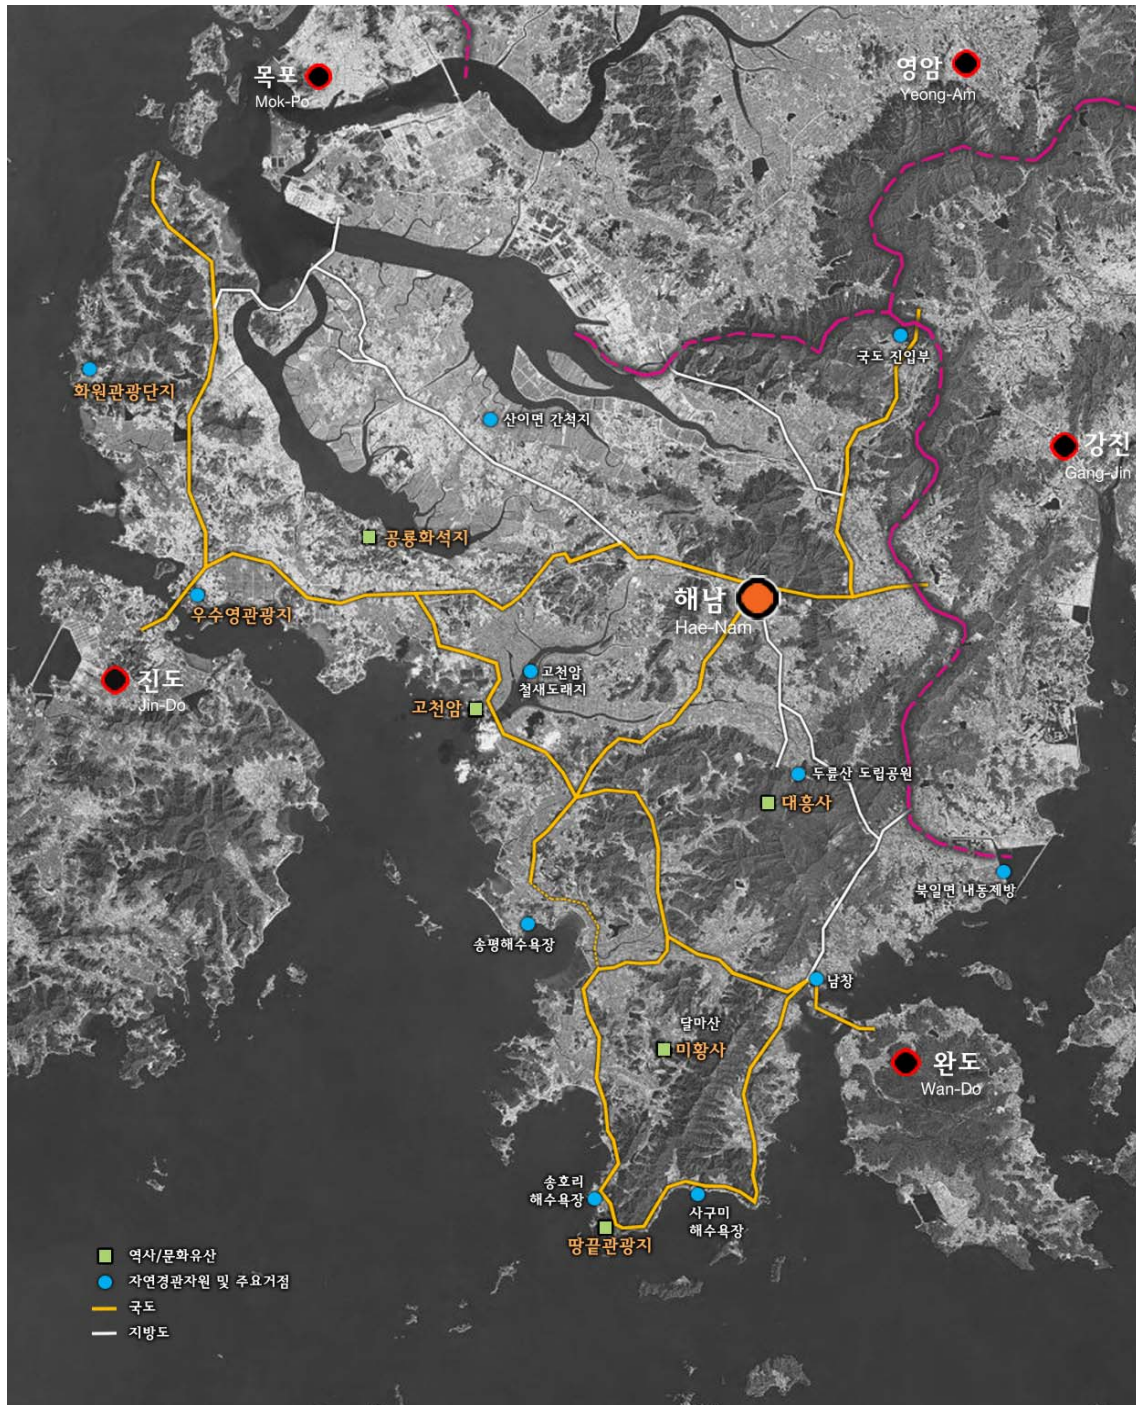 목포
Mok-Po
영암
Yeong-Am
국도 진입부
화원관광단지
산이면 간척지
강진
Gang-Jin
공룡화석지
해남
Hae-Nam
우수영관광지
진도
Jin-Do
고천암
철새도래지
고천암
두륜산 도립공원
대흥사
북일면 내동제방
송평해수욕장
남창
달마산
미황사
완도
Wan-Do
송호리
해수욕장
사구미
해수욕장
땅끝관광지
역사/문화유산
자연경관자원 및 주요거점
국도
지방도